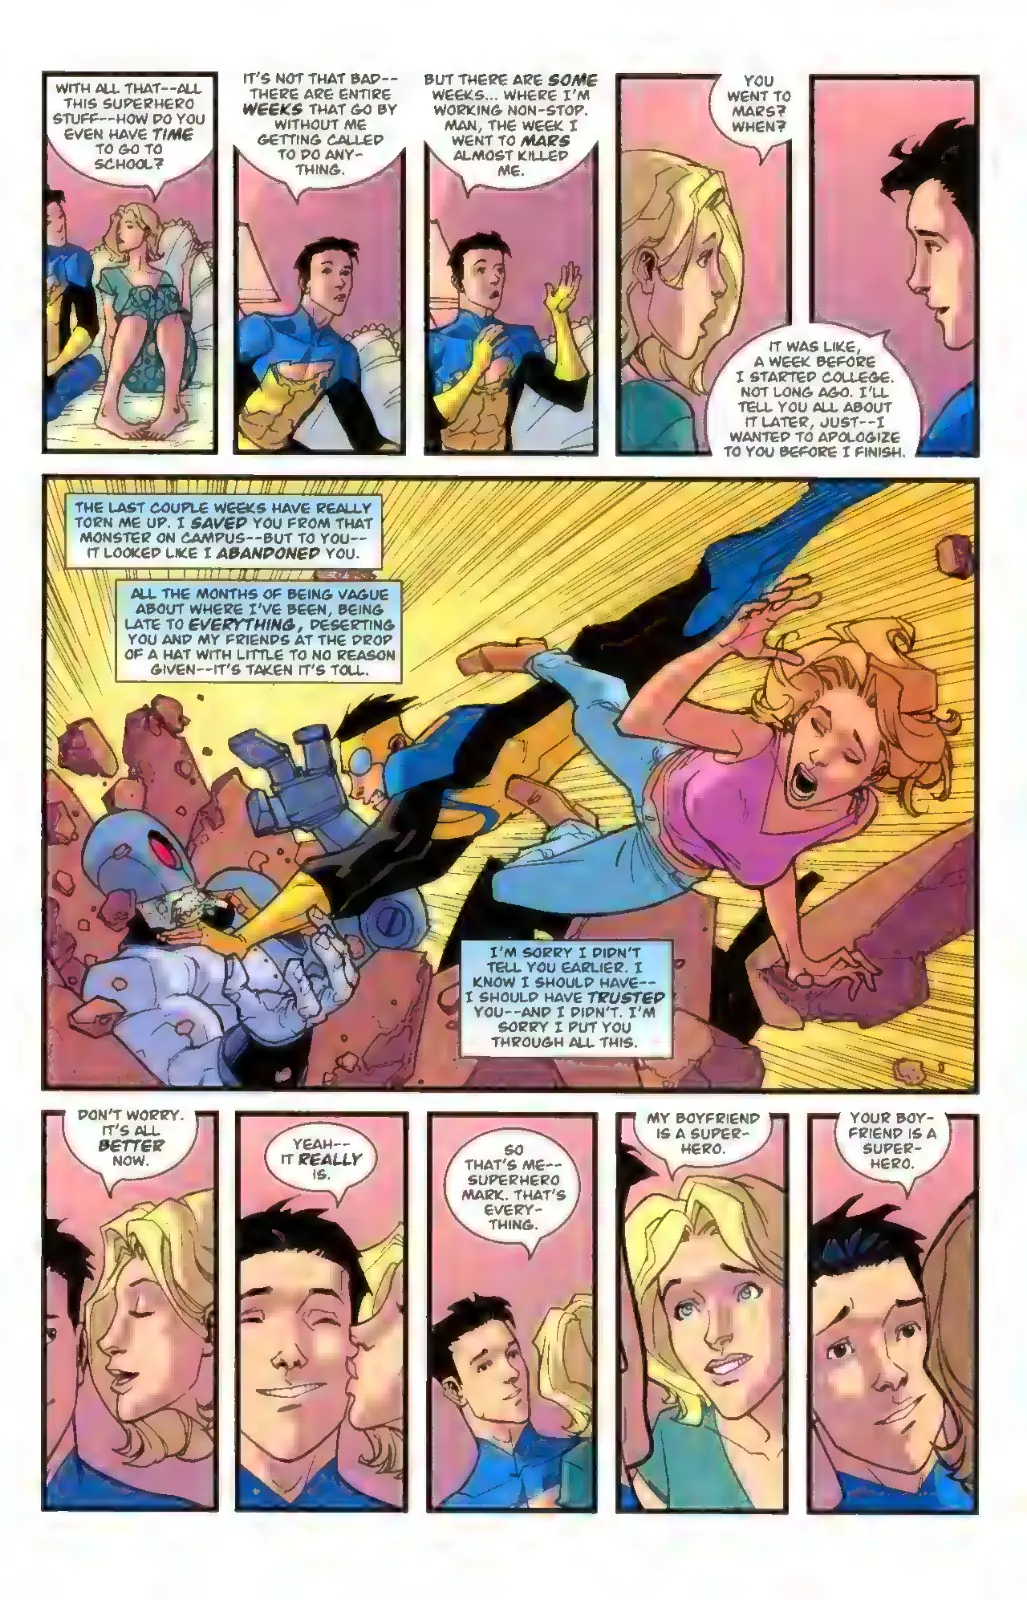 WITH ALL THAT--ALL
THIS SUPERHERO
STUFF--HOW DO YOU
EVEN HAVE TIME
TO GO TO
SCHOOL?
IT'S NOT THAT BAD--
THERE ARE ENTIRE
WEEKS THAT GO BY
WITHOUT ME
GETTING CALLED
TO DO ANY-
THING.
BUT THERE ARE SOME
WEEKS... WHERE I'M
WORKING NON-STOP.
MAN, THE WEEK I
WENT TO MARS
ALMOST KILLED
ME.
YOU
WENT TO
MARS?
WHEN?
IT WAS LIKE,
A WEEK BEFORE
I STARTED COLLEGE.
NOT LONG AGO. I'LL
TELL YOU ALL ABOUT
IT LATER, JUST--I
WANTED TO APOLOGIZE
TO YOU BEFORE I FINISH.
THE LAST COUPLE WEEKS HAVE REALLY
TORN ME UP. I SAVED YOU FROM THAT
MONSTER ON CAMPUS--BUT TO YOU--
IT LOOKED LIKE I ABANDONED YOU.
ALL THE MONTHS OF BEING VAGUE
ABOUT WHERE I'VE BEEN, BEING
LATE TO EVERYTHING, DESERTING
YOU AND MY FRIENDS AT THE DROP
OF A HAT WITH LITTLE TO NO REASON
GIVEN--IT'S TAKEN IT'S TOLL.
I'M SORRY I DIDN'T
TELL YOU EARLIER. I
KNOW I SHOULD HAVE--
I SHOULD HAVE TRUSTED
YOU--AND I DIDN'T. I'M
SORRY I PUT YOU
THROUGH ALL THIS.
DON'T WORRY.
IT'S ALL
BETTER
NOW.
YEAH--
IT REALLY
IS.
SO
THAT'S ME--
SUPERHERO
MARK. THAT'S
EVERY-
THING.
MY BOYFRIEND
IS A SUPER-
HERO.
YOUR BOY-
FRIEND IS A
SUPER-
HERO.